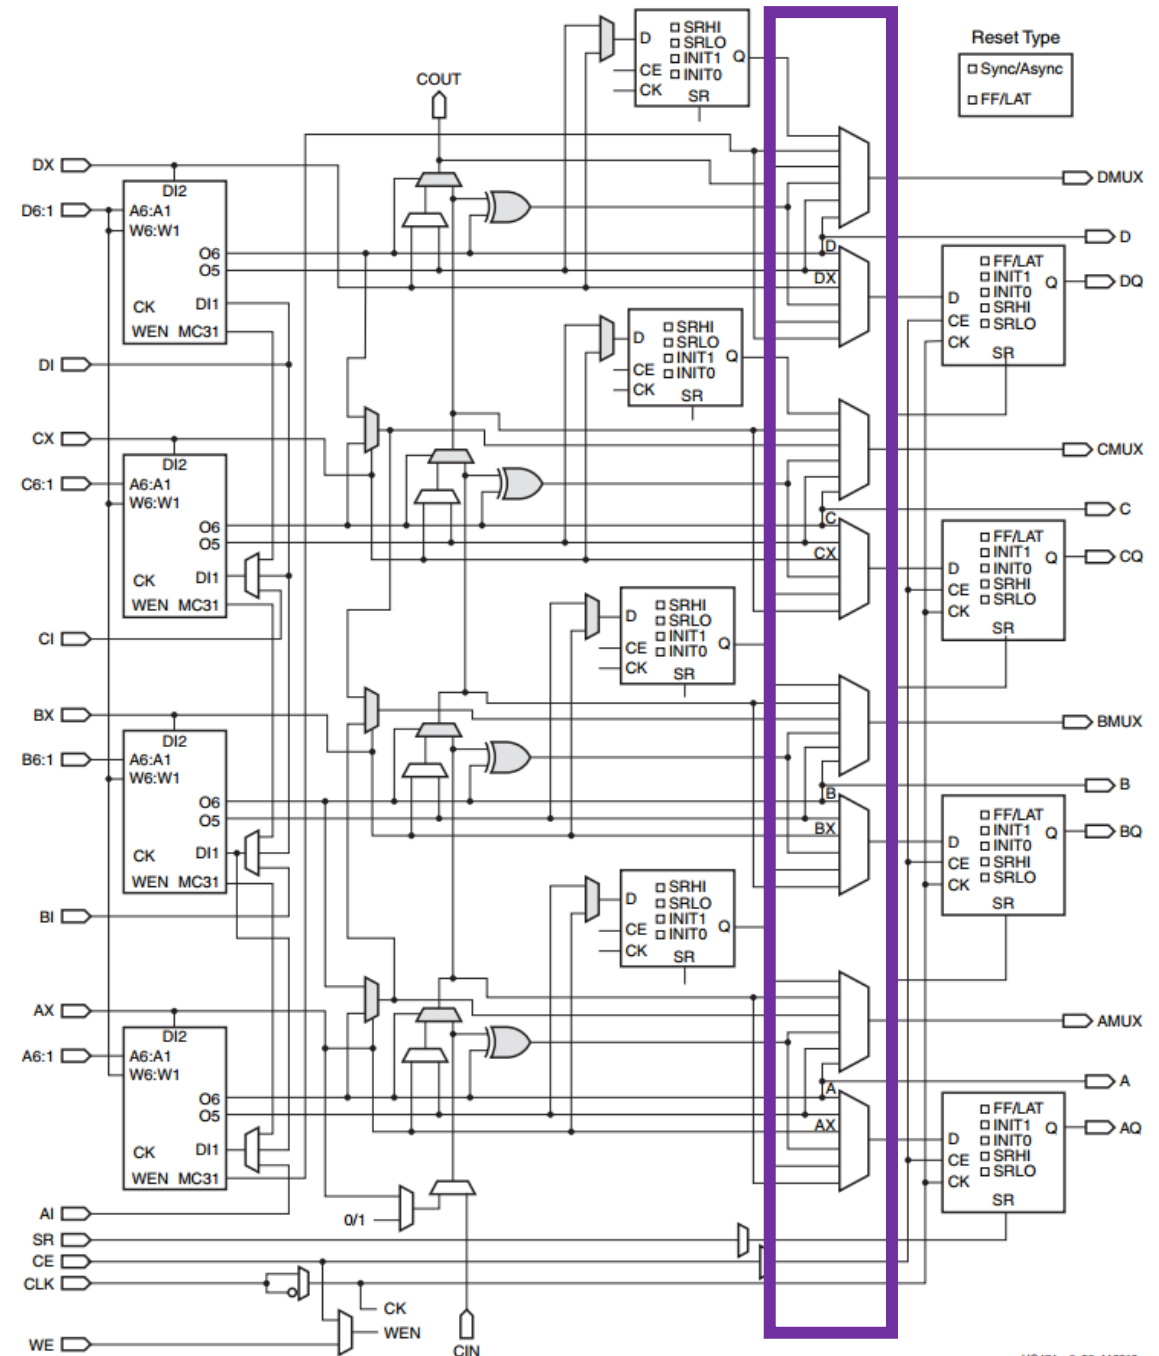 SRHI
SRLO
INIT1
INIT0
D
Q
CE
CK
SR
Reset Type
Sync/Async
FF/LAT
COUT
DX
DI2
D6:1
A6:A1
W6:W1
O6
O5
CK
DI1
WEN MC31
DMUX
D
D
DX
FF/LAT
INIT1
INIT0
SRHI
SRLO
D
Q
CE
CK
SR
DQ
DI
SRHI
SRLO
INIT1
INIT0
D
Q
CE
CK
SR
CX
DI2
C6:1
A6:A1
W6:W1
O6
O5
CK
DI1
WEN MC31
CMUX
C
C
CX
FF/LAT
INIT1
INIT0
SRHI
SRLO
D
Q
CE
CK
SR
CQ
CI
SRHI
SRLO
INIT1
INIT0
D
Q
CE
CK
SR
BX
DI2
B6:1
A6:A1
W6:W1
O6
O5
CK
DI1
WEN MC31
BMUX
B
B
BX
FF/LAT
INIT1
INIT0
SRHI
SRLO
D
Q
CE
CK
SR
BQ
BI
SRHI
SRLO
INIT1
INIT0
D
Q
CE
CK
SR
AX
DI2
A6:1
A6:A1
W6:W1
O6
O5
CK
DI1
WEN MC31
AMUX
A
A
AX
FF/LAT
INIT1
INIT0
SRHI
SRLO
D
Q
CE
CK
SR
AQ
AI
0/1
SR
CE
CLK
CK
WEN
WE
CIN